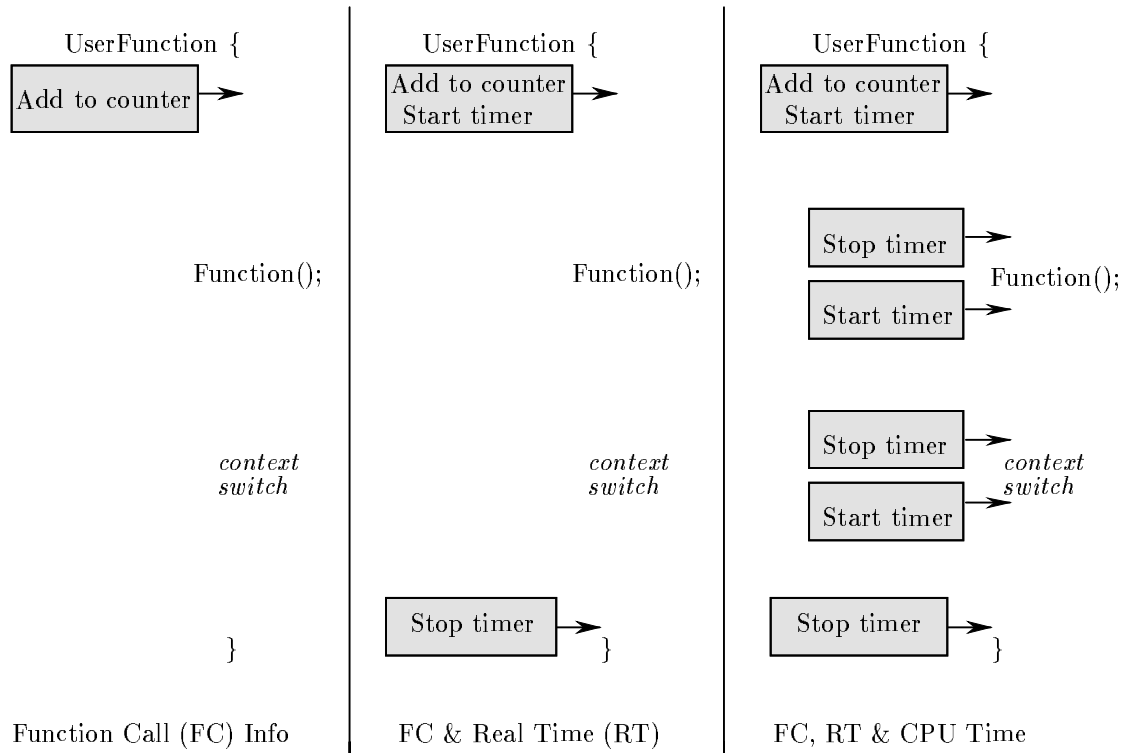 UserFunction {
Add to counter
Function();
context
switch
}
Function Call (FC) Info
UserFunction {
Add to counter
Start timer
Function();
context
switch
Stop timer
}
FC & Real Time (RT)
UserFunction {
Add to counter
Start timer
Stop timer
Function();
Start timer
Stop timer
context
switch
Start timer
Stop timer
}
FC, RT & CPU Time